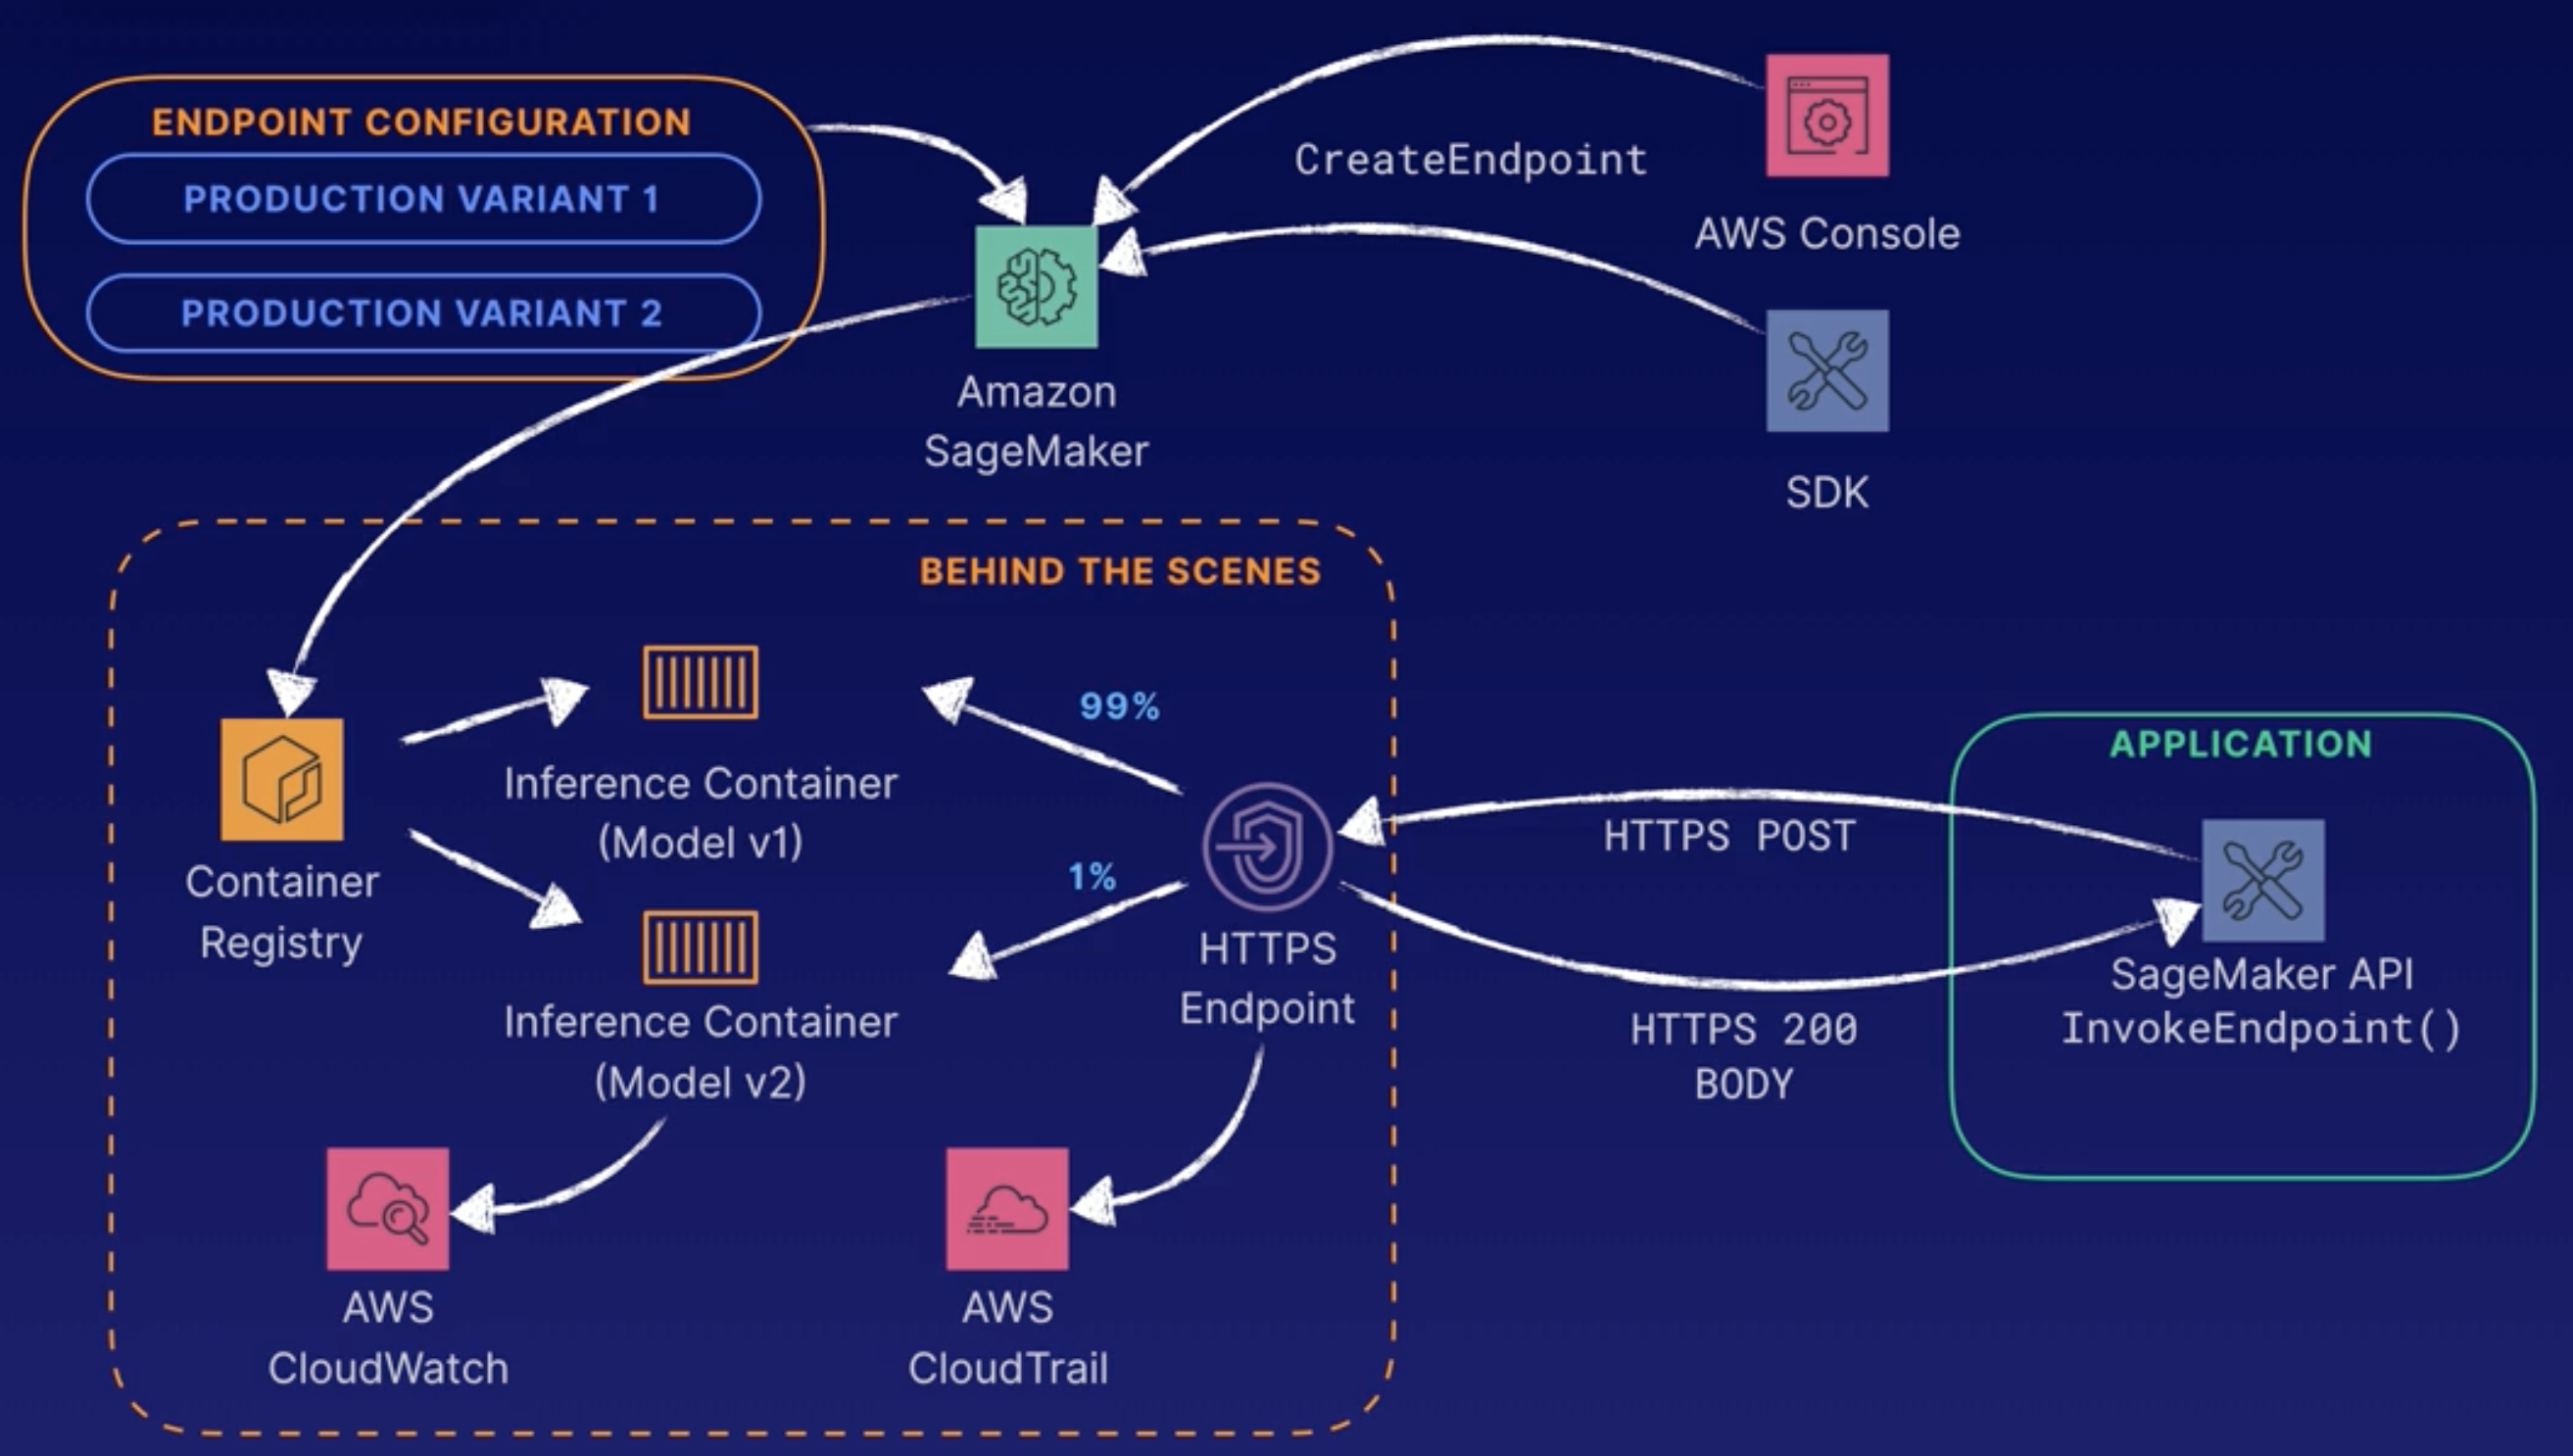 ENDPOINT CONFIGURATION
PRODUCTION VARIANT 1
PRODUCTION VARIANT 2
CreateEndpoint
AWS Console
Amazon
SageMaker
SDK
BEHIND THE SCENES
Container
Registry
Inference Container
(Model v1)
Inference Container
(Model v2)
99%
1%
HTTPS
Endpoint
AWS
CloudWatch
AWS
CloudTrail
HTTPS POST
HTTPS 200
BODY
APPLICATION
SageMaker API
InvokeEndpoint()